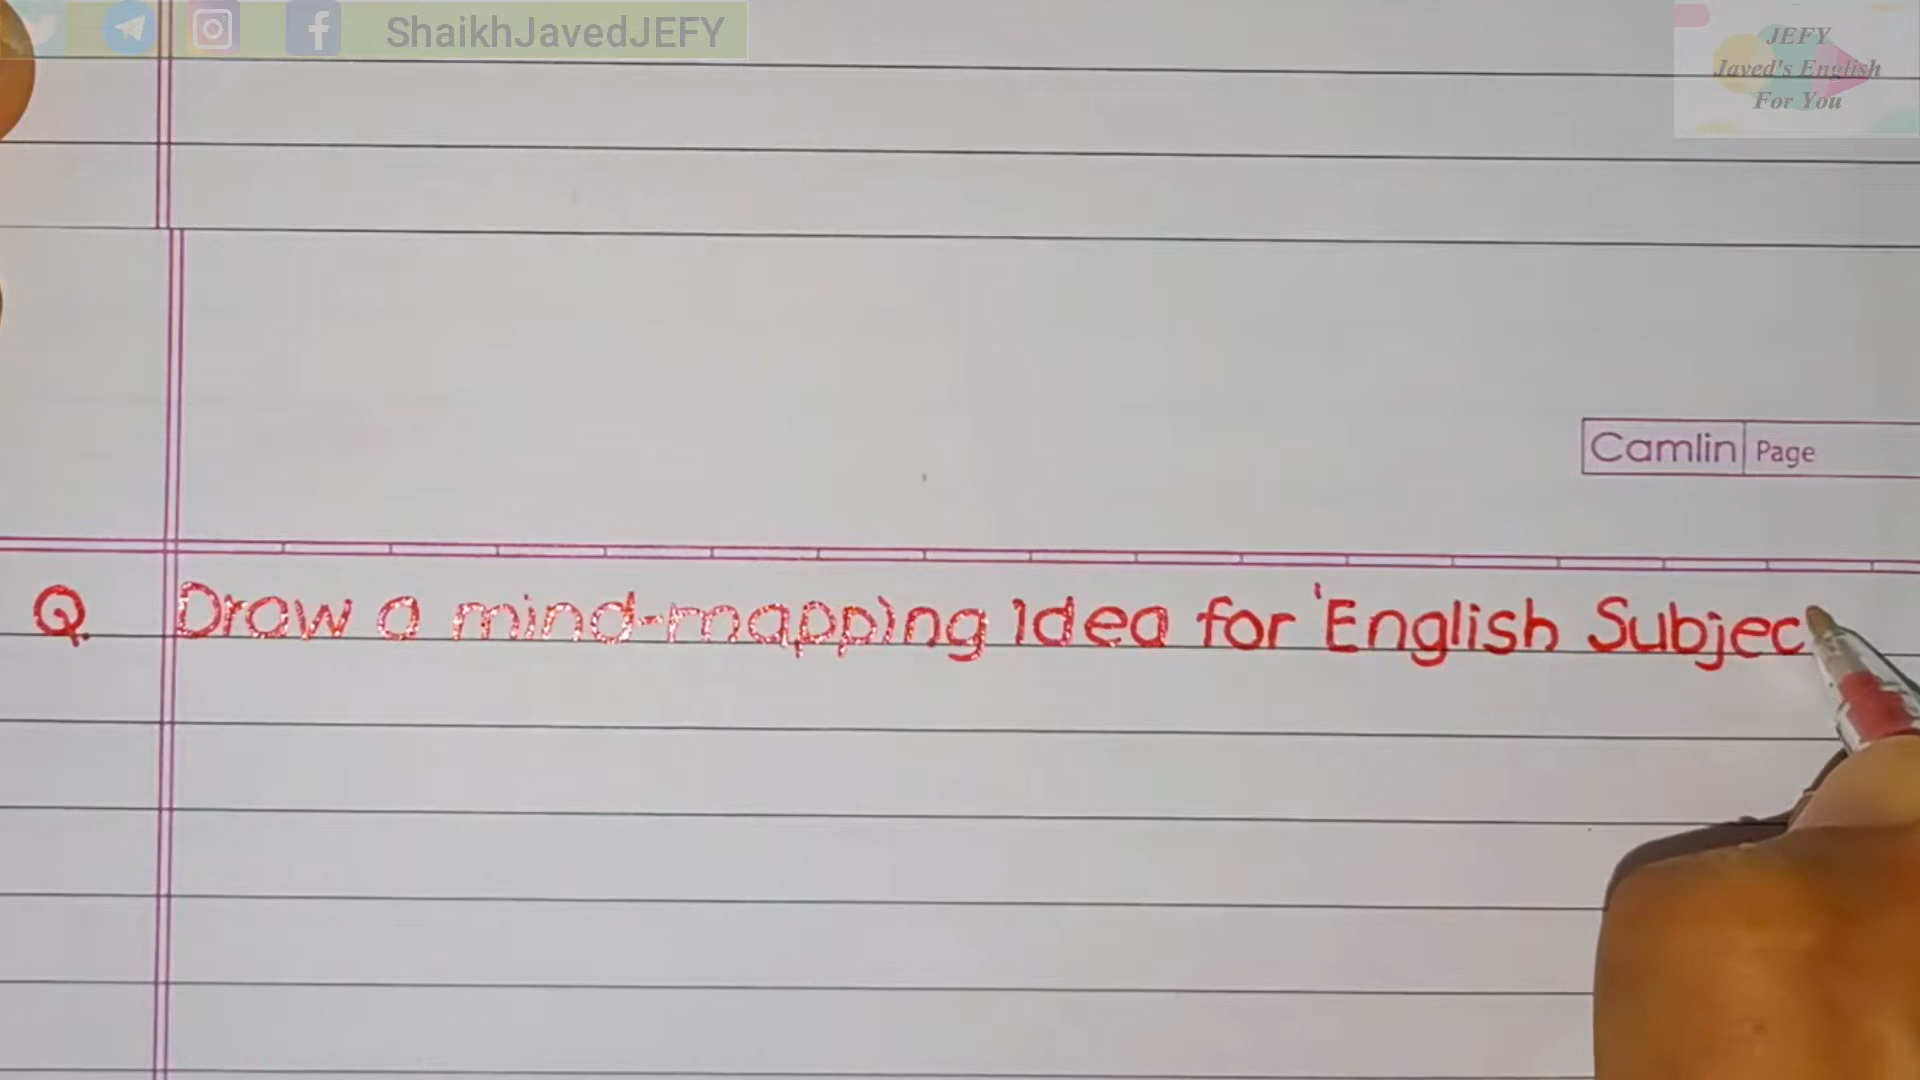 ShaikhJavedJEFY
JEFY
Javed's English
For You
Camlin Page
Q. Draw a mind-mapping idea for 'English Subjec